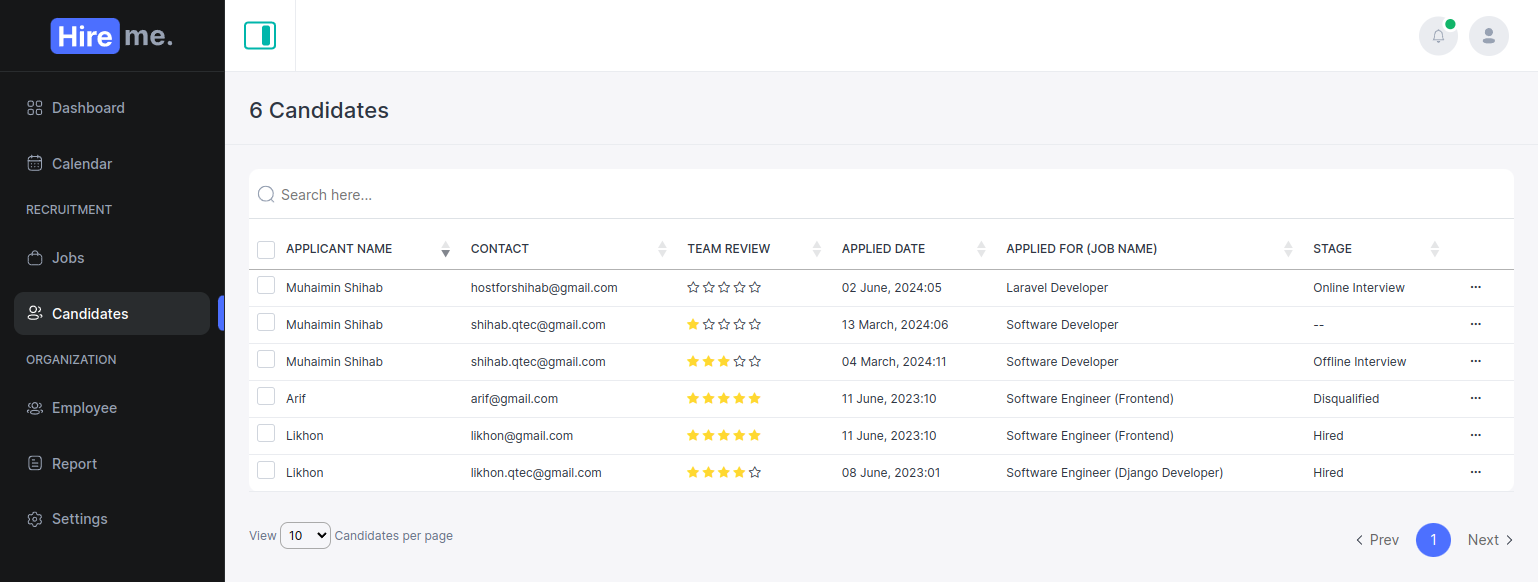 Hire me.
Dashboard
Calendar
RECRUITMENT
Jobs
Candidates
ORGANIZATION
Employee
Report
Settings
6 Candidates
Search here...
APPLICANT NAME CONTACT TEAM REVIEW APPLIED DATE APPLIED FOR (JOB NAME) STAGE
Muhaimin Shihab hostforshihab@gmail.com 02 June, 2024:05 Laravel Developer Online Interview ...
Muhaimin Shihab shihab.qtec@gmail.com 13 March, 2024:06 Software Developer -- ...
Muhaimin Shihab shihab.qtec@gmail.com 04 March, 2024:11 Software Developer Offline Interview ...
Arif arif@gmail.com 11 June, 2023:10 Software Engineer (Frontend) Disqualified ...
Likhon likhon@gmail.com 11 June, 2023:10 Software Engineer (Frontend) Hired ...
Likhon likhon.qtec@gmail.com 08 June, 2023:01 Software Engineer (Django Developer) Hired ...
View 10 Candidates per page
Prev 1 Next